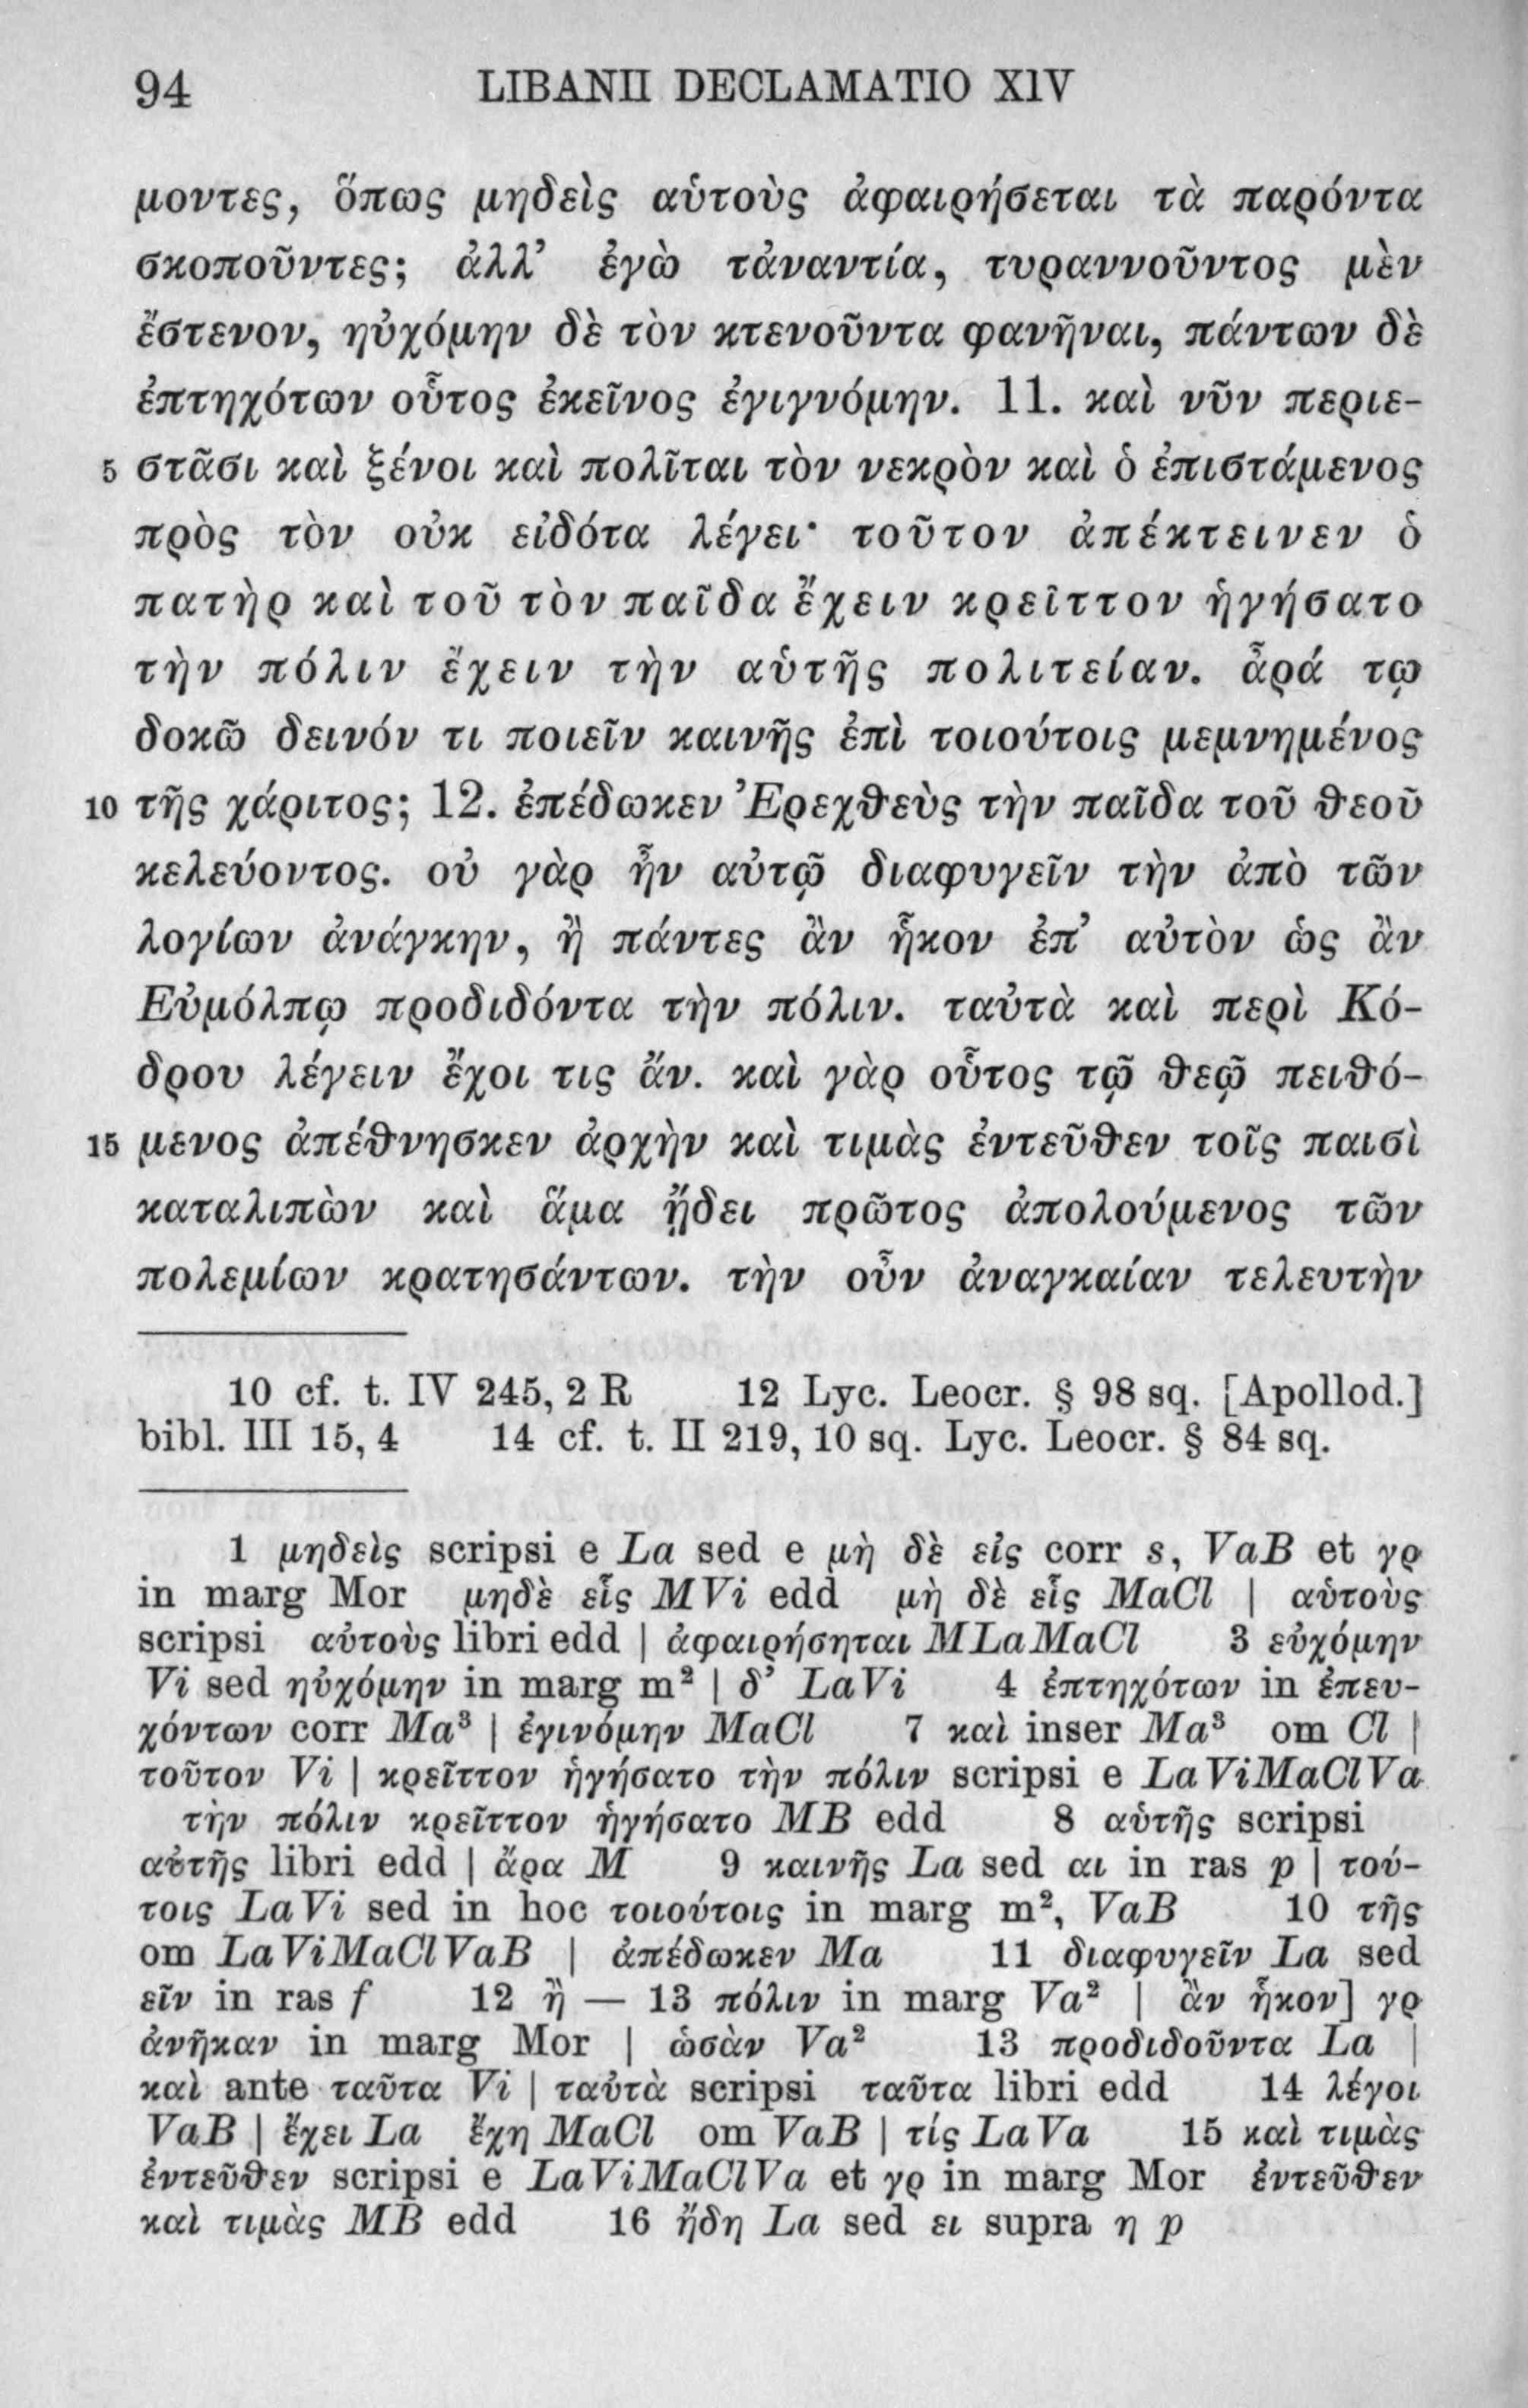 94 LIBANII DECLAMATIO XIV
μοντες, ὅπως μηδεὶς αὑτοὺς ἀφαιρήσεται τὰ παρόντα
σκοποῦντες; ἀλλ’ ἐγὼ τἀναντία, τυραννοῦντος μὲν
ἔστενον, ηὐχόμην δὲ τὸν κτενοῦντα φανῆναι, πάντων δὲ
ἐπτηχότων οὗτος ἐκεῖνος ἐγιγνόμην. 11. καὶ νῦν περιε-
5 στᾶσι καὶ ξένοι καὶ πολῖται τὸν νεκρὸν καὶ ὁ ἐπιστάμενος
πρὸς τὸν οὐκ εἰδότα λέγει· τοῦτον ἀπέκτεινεν ὁ
πατὴρ καὶ τοῦ τὸν παῖδα ἔχειν κρεῖττον ἡγήσατο
τὴν πόλιν ἔχειν τὴν αὑτῆς πολιτείαν. ἆρά τῳ
δοκῶ δεινόν τι ποιεῖν καινῆς ἐπὶ τοιούτοις μεμνημένος
10 τῆς χάριτος; 12. ἐπέδωκεν Ἐρεχθεὺς τὴν παῖδα τοῦ θεοῦ
κελεύοντος. οὐ γὰρ ἦν αὐτῷ διαφυγεῖν τὴν ἀπὸ τῶν
λογίων ἀνάγκην, ἢ πάντες ἂν ἧκον ἐπ’ αὐτὸν ὡς ἂν
Εὐμόλπῳ προδιδόντα τὴν πόλιν. ταὐτὰ καὶ περὶ Κό-
δρου λέγειν ἔχοι τις ἄν. καὶ γὰρ οὗτος τῷ θεῷ πειθό-
15 μενος ἀπέθνησκεν ἀρχὴν καὶ τιμὰς ἐντεῦθεν τοῖς παισὶ
καταλιπὼν καὶ ἅμα ᾔδει πρῶτος ἀπολούμενος τῶν
πολεμίων κρατησάντων. τὴν οὖν ἀναγκαίαν τελευτὴν
10 cf. t. IV 245, 2 R 12 Lyc. Leocr. § 98 sq. [Apollod.]
bibl. III 15, 4 14 cf. t. II 219, 10 sq. Lyc. Leocr. § 84 sq.
1 μηδεὶς scripsi e La sed e μὴ δὲ εἰς corr s, VaB et γρ
in marg Mor μηδὲ εἷς MVi edd μὴ δὲ εἷς MaCl | αὑτοὺς
scripsi αὐτοὺς libri edd | ἀφαιρήσηται MLaMaCl 3 εὐχόμην
Vi sed ηὐχόμην in marg m² | δ’ LaVi 4 ἐπτηχότων in ἐπευ-
χόντων corr Ma³ | ἐγινόμην MaCl 7 καὶ inser Ma³ om Cl |
τοῦτον Vi | κρεῖττον ἡγήσατο τὴν πόλιν scripsi e LaViMaClVa
τὴν πόλιν κρεῖττον ἡγήσατο MB edd 8 αὑτῆς scripsi
αὐτῆς libri edd | ἄρα M 9 καινῆς La sed αι in ras p | τού-
τοις LaVi sed in hoc τοιούτοις in marg m², VaB 10 τῆς
om LaViMaClVaB | ἀπέδωκεν Ma 11 διαφυγεῖν La sed
εῖν in ras f 12 ἢ — 13 πόλιν in marg Va² | ἂν ἧκον] γρ
ἀνῆκαν in marg Mor | ὡσὰν Va² 13 προδιδοῦντα La |
καὶ ante ταῦτα Vi | ταὐτὰ scripsi ταῦτα libri edd 14 λέγοι
VaB | ἔχει La ἔχη MaCl om VaB | τίς LaVa 15 καὶ τιμὰς
ἐντεῦθεν scripsi e LaViMaClVa et γρ in marg Mor ἐντεῦθεν
καὶ τιμὰς MB edd 16 ἤδη La sed ει supra η p